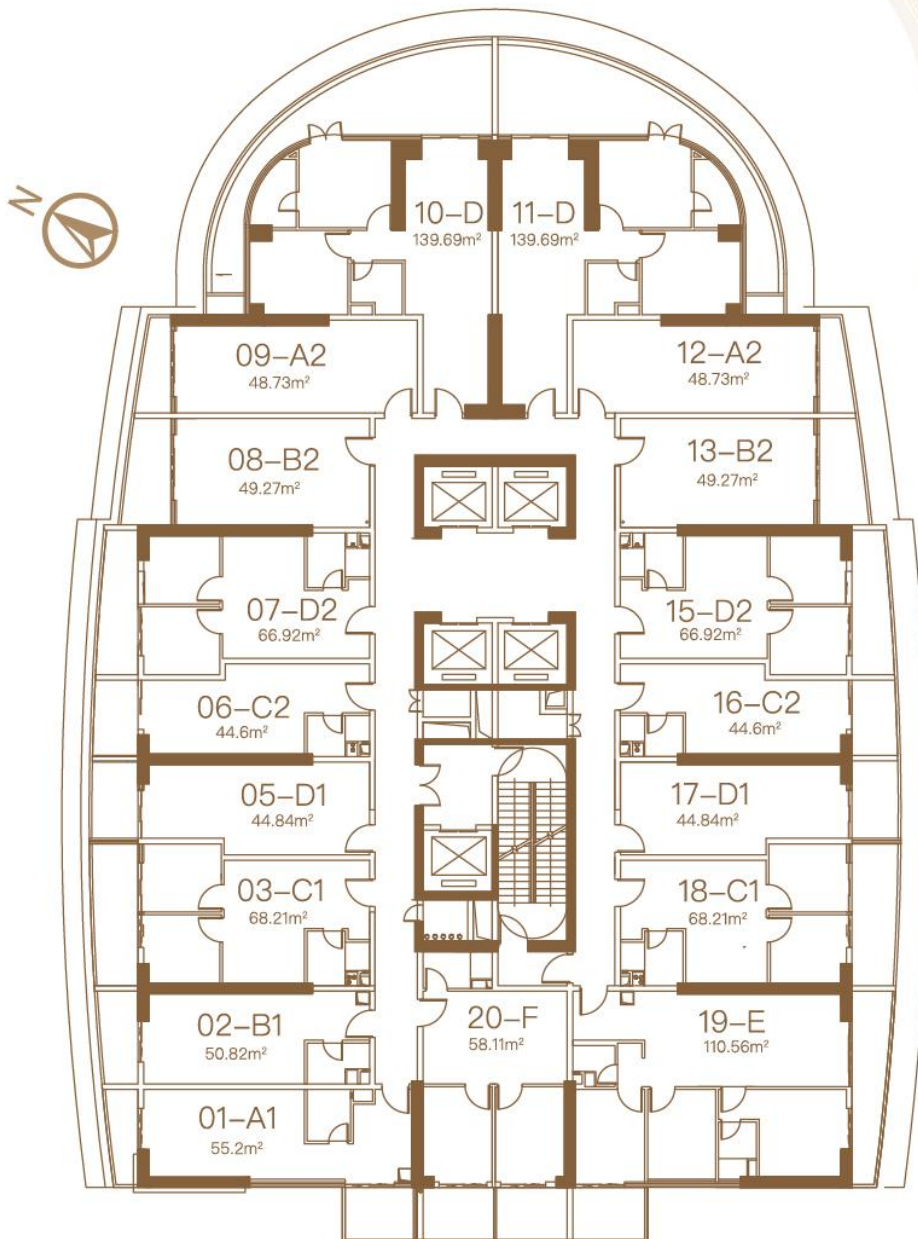 N
10–D
139.69m²
11–D
139.69m²
09–A2
48.73m²
12–A2
48.73m²
08–B2
49.27m²
13–B2
49.27m²
07–D2
66.92m²
15–D2
66.92m²
06–C2
44.6m²
16–C2
44.6m²
05–D1
44.84m²
17–D1
44.84m²
03–C1
68.21m²
18–C1
68.21m²
02–B1
50.82m²
20–F
58.11m²
19–E
110.56m²
01–A1
55.2m²